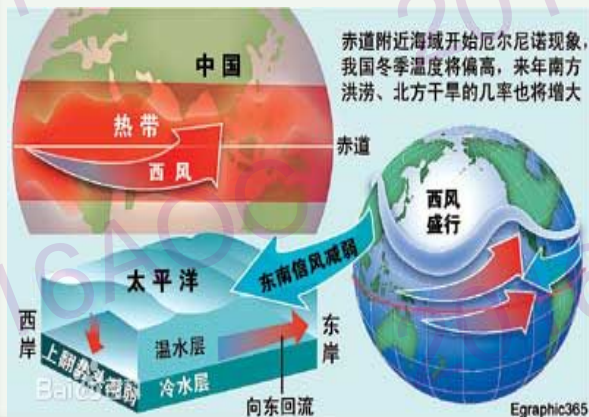 赤道附近海域开始厄尔尼诺现象，
我国冬季温度将偏高，来年南方
洪涝、北方干旱的几率也将增大
中国
热带
西风
赤道
西风
盛行
东南信风减弱
太平洋
西岸
东岸
温水层
冷水层
向东回流
Egraphic365